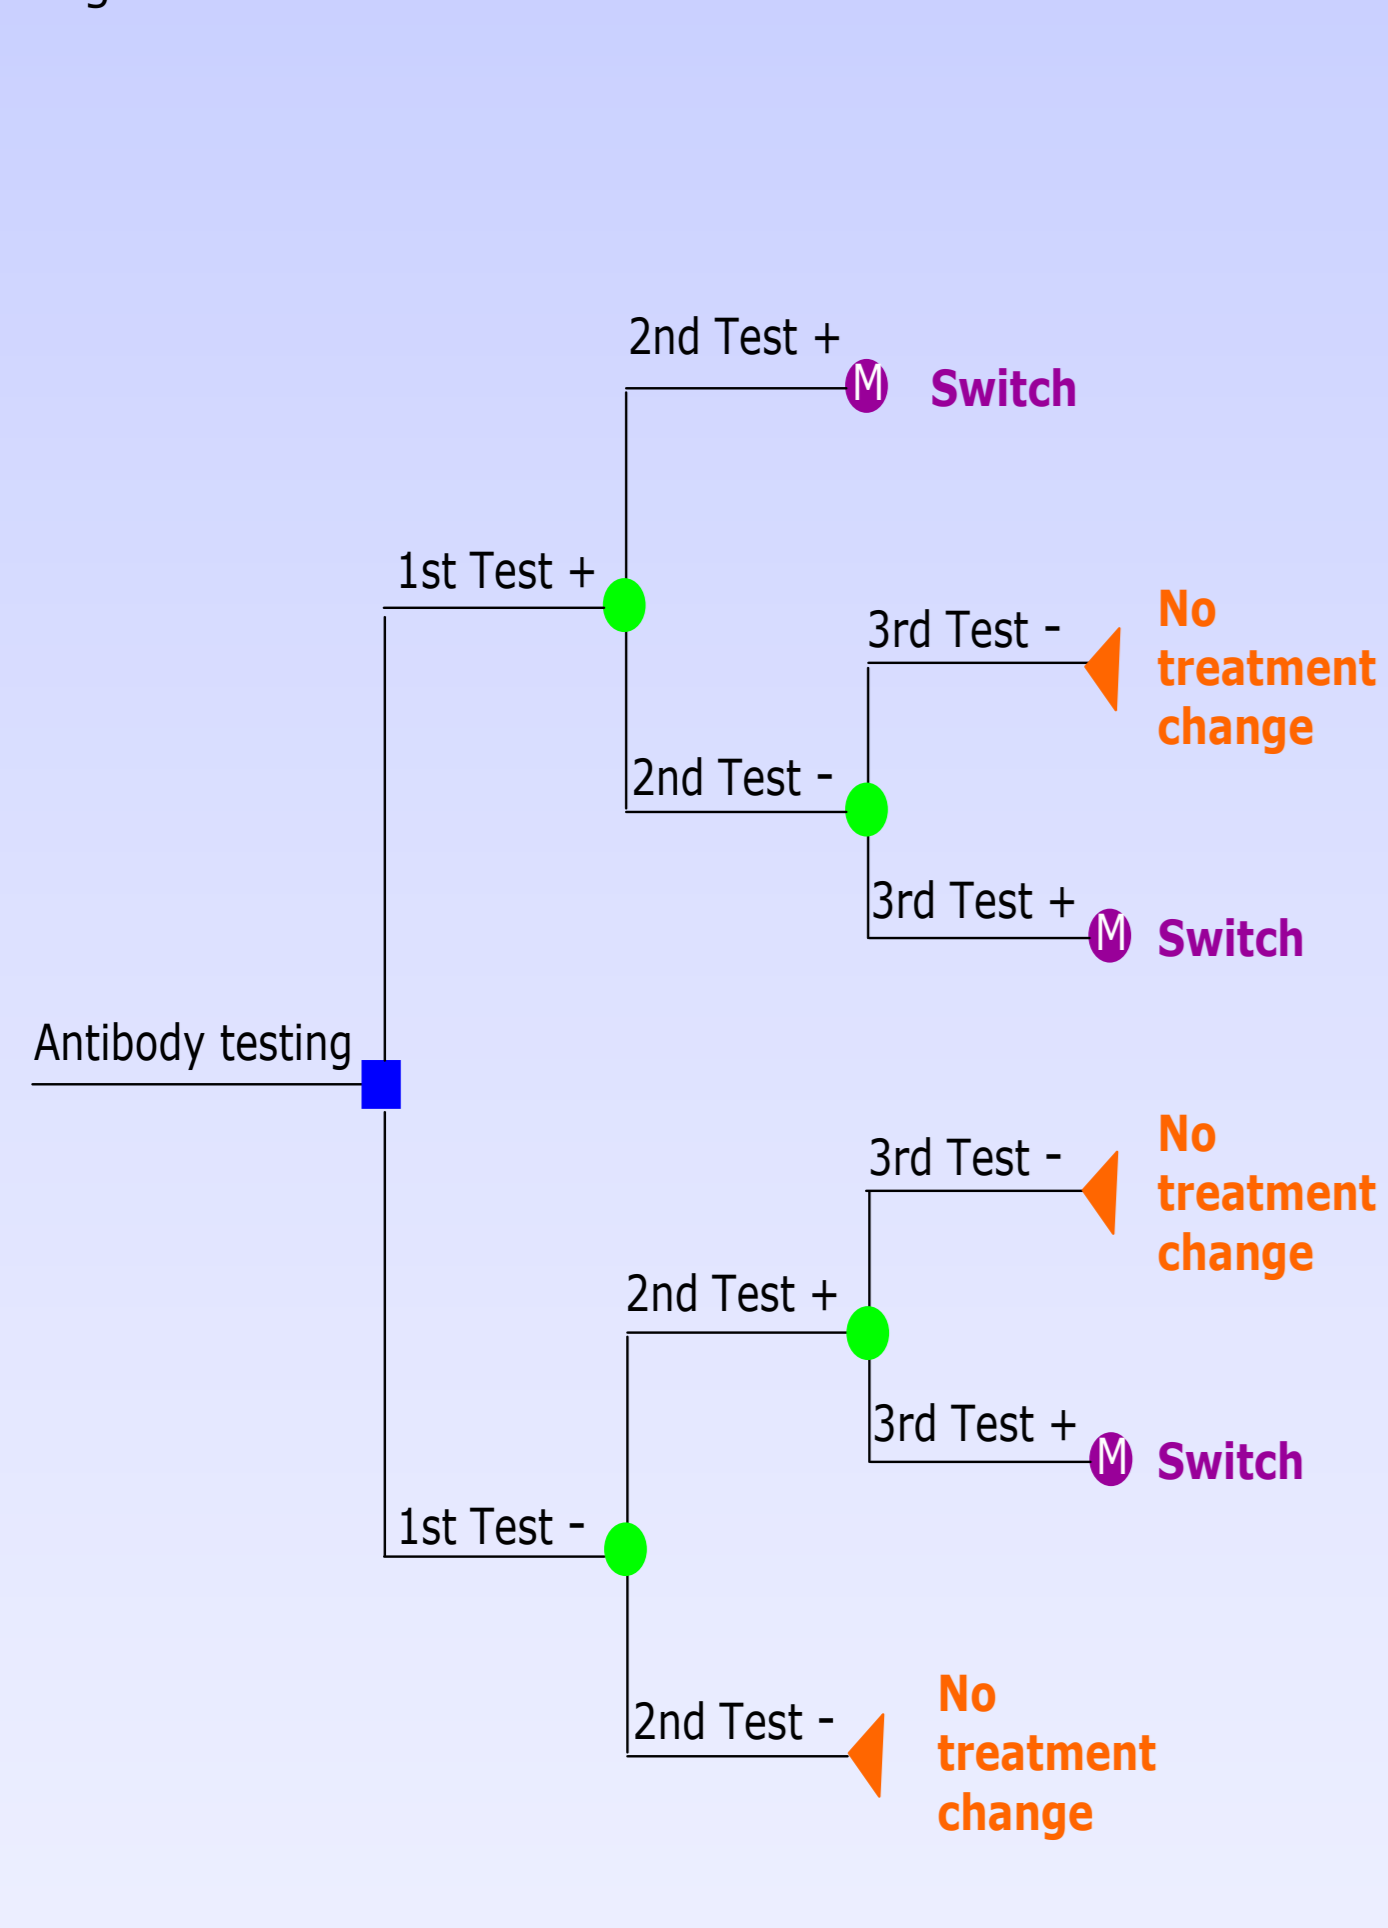 2nd Test +
M Switch
1st Test +
3rd Test -
No
treatment
change
2nd Test -
3rd Test +
M Switch
Antibody testing
3rd Test -
No
treatment
change
2nd Test +
3rd Test +
M Switch
1st Test -
2nd Test -
No
treatment
change